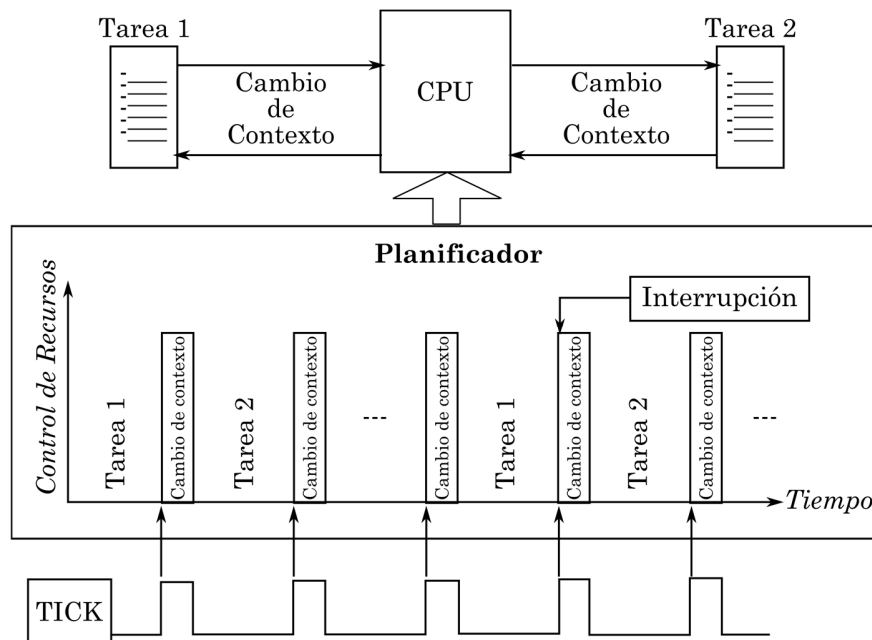 Tarea 1
Tarea 2
Cambio
de
Contexto
CPU
Cambio
de
Contexto
Planificador
Interrupción
Control de Recursos
Tarea 1
Cambio de contexto
Tarea 2
Cambio de contexto
---
Cambio de contexto
Tarea 1
Cambio de contexto
Tarea 2
Cambio de contexto
---
Tiempo
TICK